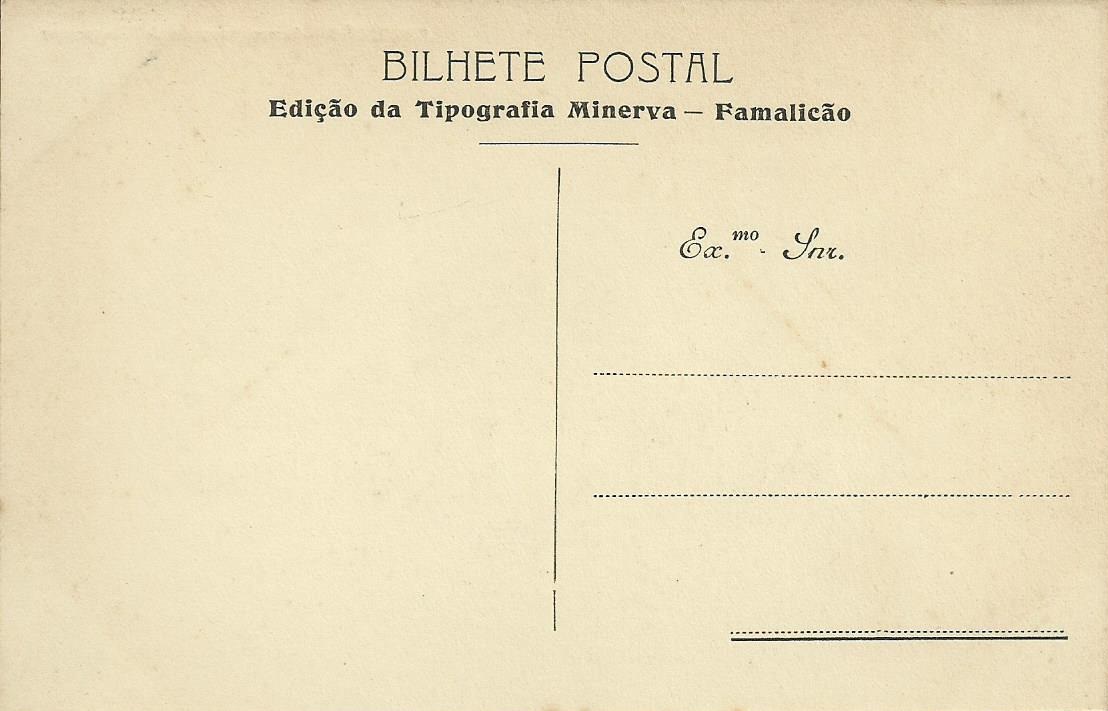 BILHETE POSTAL
Edição da Tipografia Minerva — Famalicão
Ex.mo Snr.